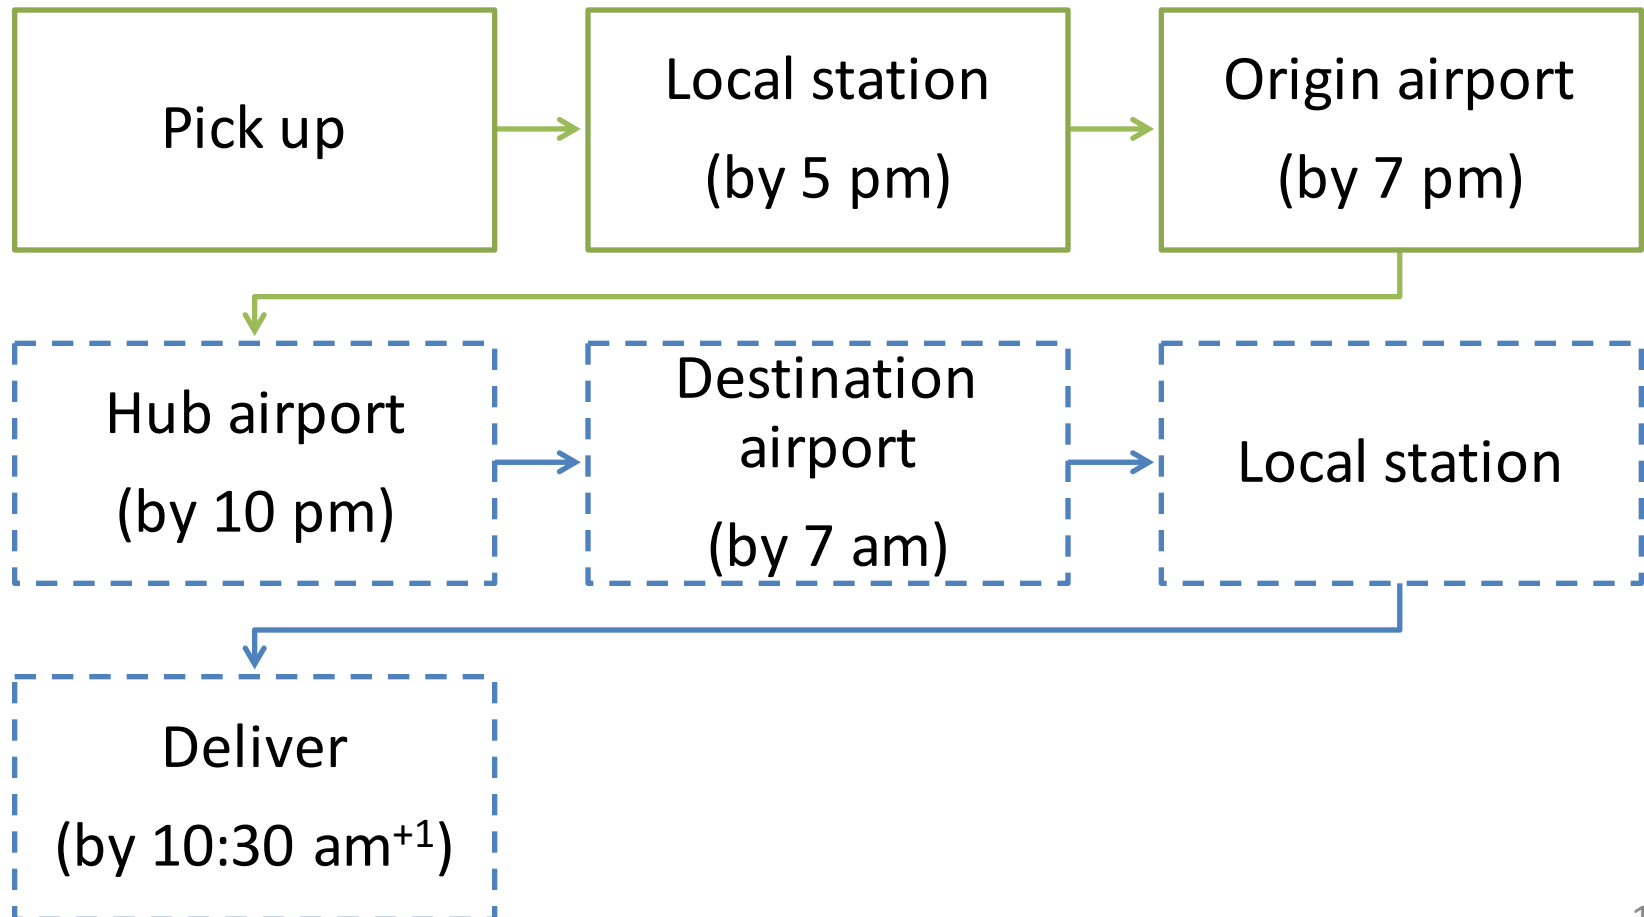 Pick up
Local station
(by 5 pm)
Origin airport
(by 7 pm)
Hub airport
(by 10 pm)
Destination
airport
(by 7 am)
Local station
Deliver
(by 10:30 am⁺¹)